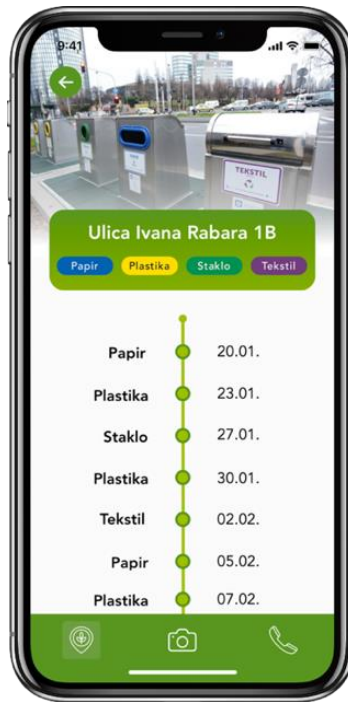 9:41
TEKSTIL
Ulica Ivana Rabara 1B
Papir Plastika Staklo Tekstil
Papir 20.01.
Plastika 23.01.
Staklo 27.01.
Plastika 30.01.
Tekstil 02.02.
Papir 05.02.
Plastika 07.02.